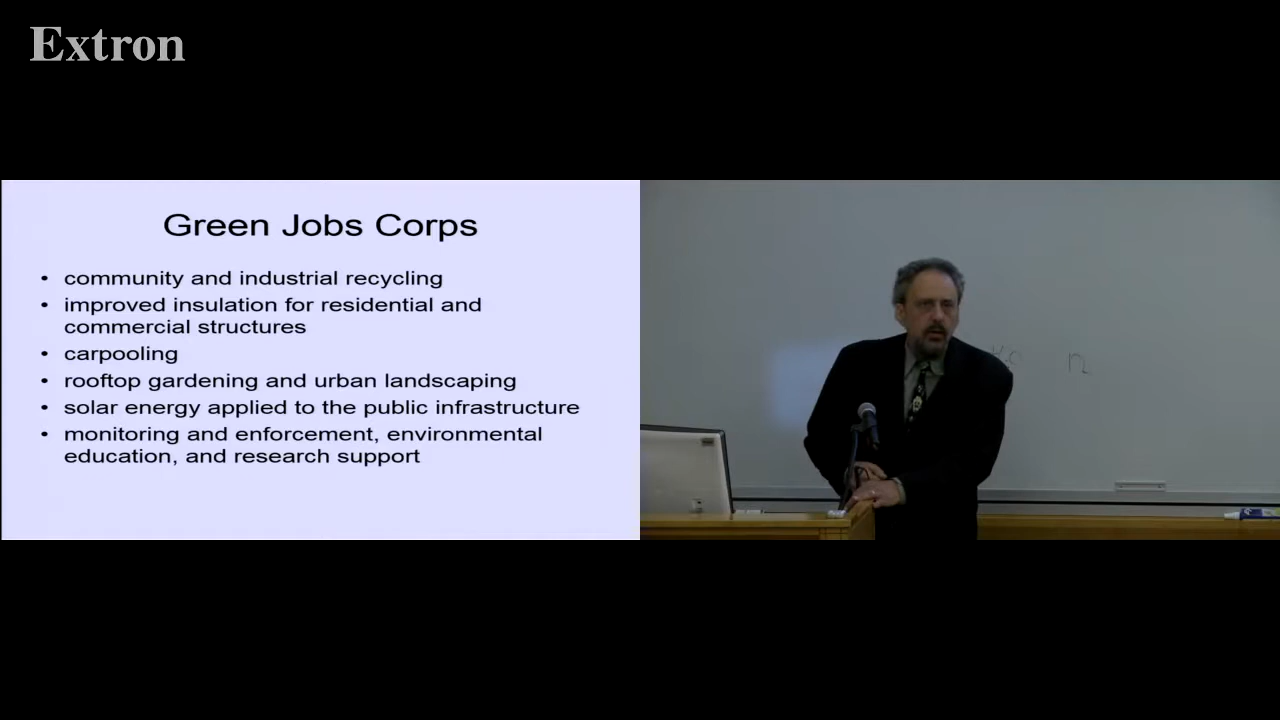 Extron
Green Jobs Corps
• community and industrial recycling
• improved insulation for residential and
commercial structures
• carpooling
• rooftop gardening and urban landscaping
• solar energy applied to the public infrastructure
• monitoring and enforcement, environmental
education, and research support
n